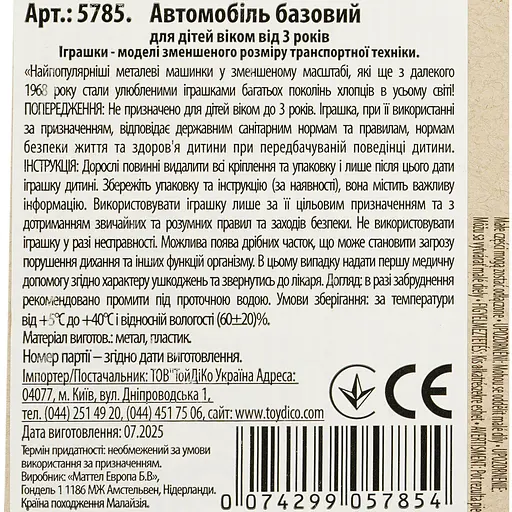 Арт.: 5785. Автомобіль базовий
для дітей віком від 3 років
Іграшки - моделі зменшеного розміру транспортної техніки.
«Найпопулярніші металеві машинки у зменшеному масштабі, які ще з далекого
1968 року стали улюбленими іграшками багатьох поколінь хлопців в усьому світі!
ПОПЕРЕДЖЕННЯ: Не призначено для дітей віком до 3 років. Іграшка, при її використанні
за призначенням, відповідає державним санітарним нормам та правилам, нормам
безпеки життя та здоров'я дитини при передбачуваній поведінці дитини.
ІНСТРУКЦІЯ: Дорослі повинні видалити всі кріплення та упаковку і лише після цього дати
іграшку дитині. Збережіть упаковку та інструкцію (за наявності), вона містить важливу
інформацію. Використовувати іграшку лише за її цільовим призначенням та з
дотриманням звичайних та розумних правил та заходів безпеки. Не використовувати
іграшку у разі несправності. Можлива поява дрібних часток, що може становити загрозу
порушення дихання та інших функцій організму. В цьому випадку надати першу медичну
допомогу згідно характеру ушкоджень та звернутись до лікаря. Догляд: в разі забруднення
рекомендовано промити під проточною водою. Умови зберігання: за температури
від +5°С до +40°С і відносній вологості (60±20)%.
Матеріал виготов.: метал, пластик.
Номер партії – згідно дати виготовлення.
Імпортер/Постачальник: ТОВ"ТойДіКо Україна Адреса:
04077, м. Київ, вул. Дніпроводська, 1
тел. (044) 251 49 20, (044) 451 75 06, сайт: www.toydico.com
Дата виготовлення: 07.2025
Термін придатності: необмежений за умови
використання за призначенням.
Виробник: «Маттел Европа Б.В»,
Гондель 1 1186 МЖ Амстельвен, Нідерланди.
Країна походження Малайзія.
CE
0 074299 057854